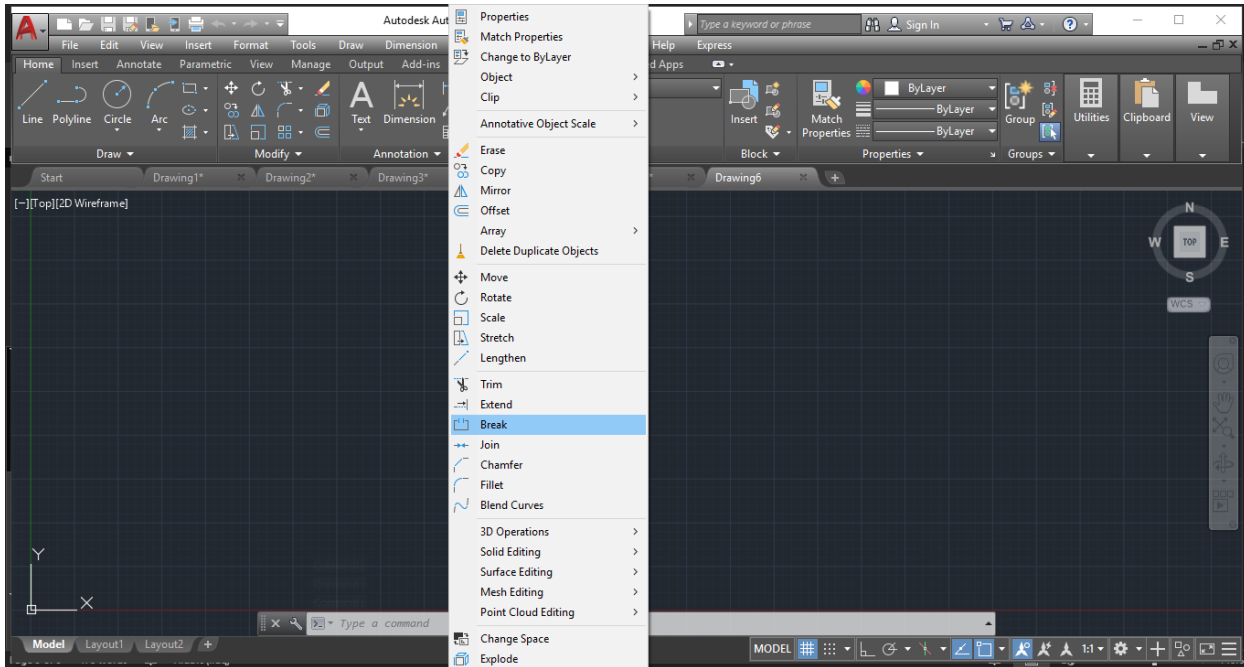 Autodesk Aut
Type a keyword or phrase
Sign In
File Edit View Insert Format Tools Draw Dimension
Help Express
Home Insert Annotate Parametric View Manage Output Add-ins
d Apps
Line Polyline Circle Arc
Text Dimension
Insert
Match
Properties
ByLayer
ByLayer
ByLayer
Group
Utilities
Clipboard
View
Draw
Modify
Annotation
Block
Properties
Groups
Start Drawing1* Drawing2* Drawing3*
Drawing6
[−][Top][2D Wireframe]
Properties
Match Properties
Change to ByLayer
Object
Clip
Annotative Object Scale
Erase
Copy
Mirror
Offset
Array
Delete Duplicate Objects
Move
Rotate
Scale
Stretch
Lengthen
Trim
Extend
Break
Join
Chamfer
Fillet
Blend Curves
3D Operations
Solid Editing
Surface Editing
Mesh Editing
Point Cloud Editing
Change Space
Explode
N
W TOP E
S
WCS
Y
X
Type a command
Model Layout1 Layout2 +
MODEL
1:1